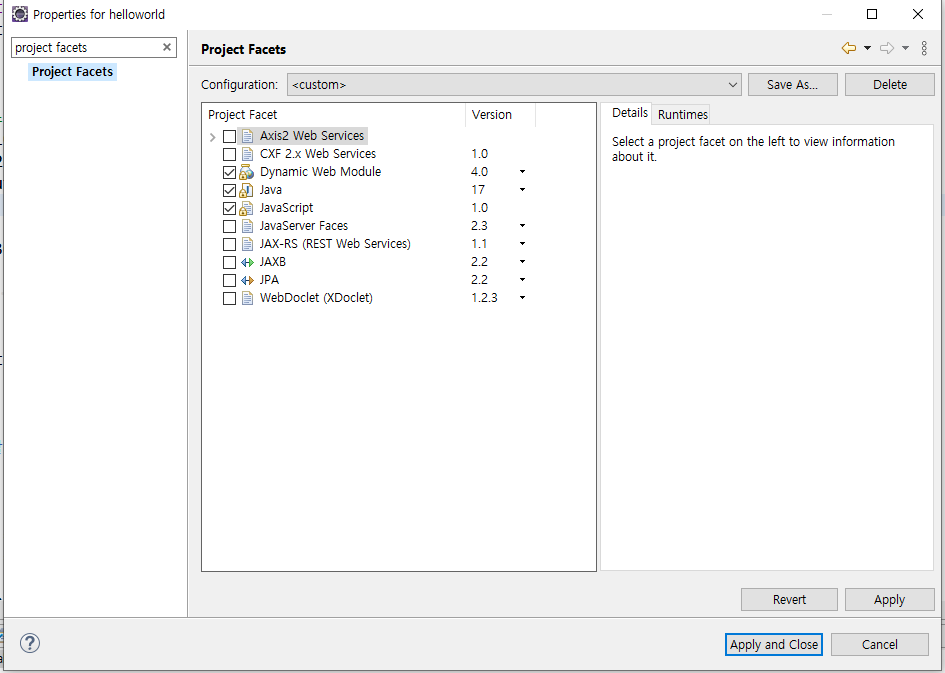 Properties for helloworld
project facets
Project Facets
Project Facets
Configuration: <custom> Save As... Delete
Project Facet Version
Axis2 Web Services
CXF 2.x Web Services 1.0
Dynamic Web Module 4.0
Java 17
JavaScript 1.0
JavaServer Faces 2.3
JAX-RS (REST Web Services) 1.1
JAXB 2.2
JPA 2.2
WebDoclet (XDoclet) 1.2.3
Details Runtimes
Select a project facet on the left to view information
about it.
Revert Apply
Apply and Close Cancel